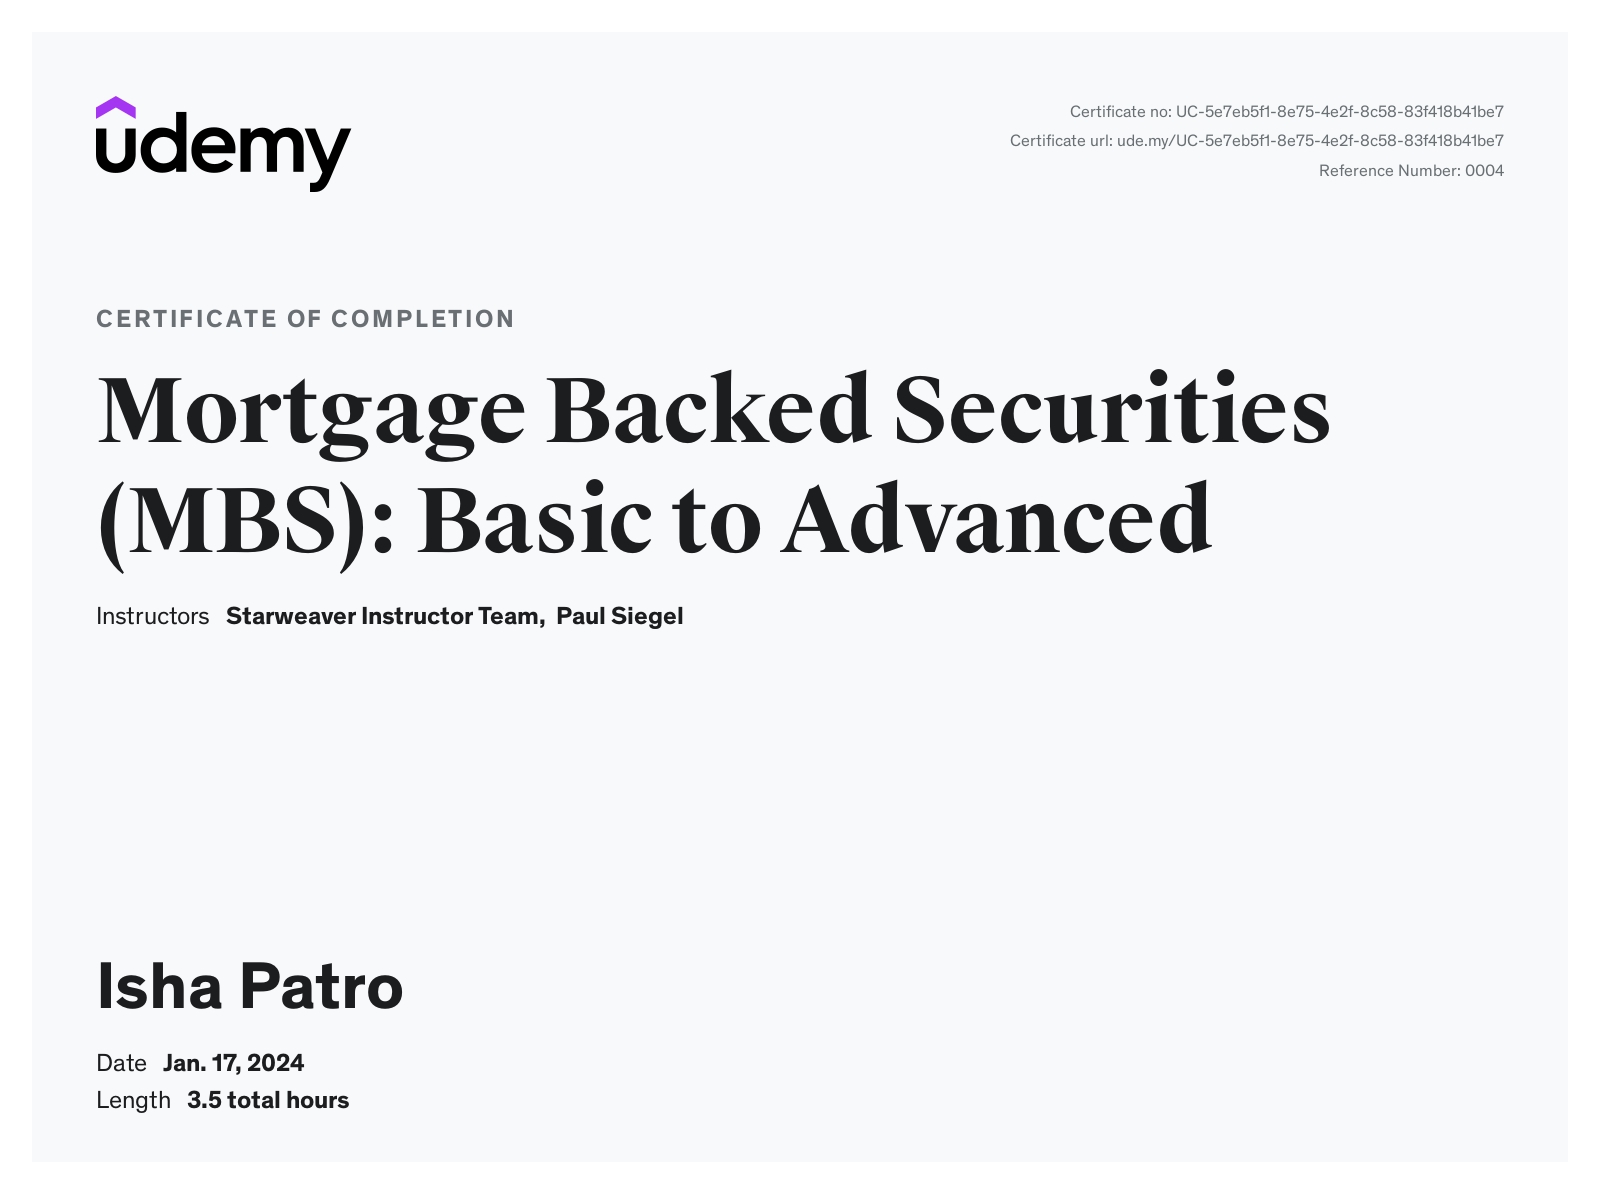 udemy
Certificate no: UC-5e7eb5f1-8e75-4e2f-8c58-83f418b41be7
Certificate url: ude.my/UC-5e7eb5f1-8e75-4e2f-8c58-83f418b41be7
Reference Number: 0004
CERTIFICATE OF COMPLETION
Mortgage Backed Securities
(MBS): Basic to Advanced
Instructors Starweaver Instructor Team, Paul Siegel
Isha Patro
Date Jan. 17, 2024
Length 3.5 total hours